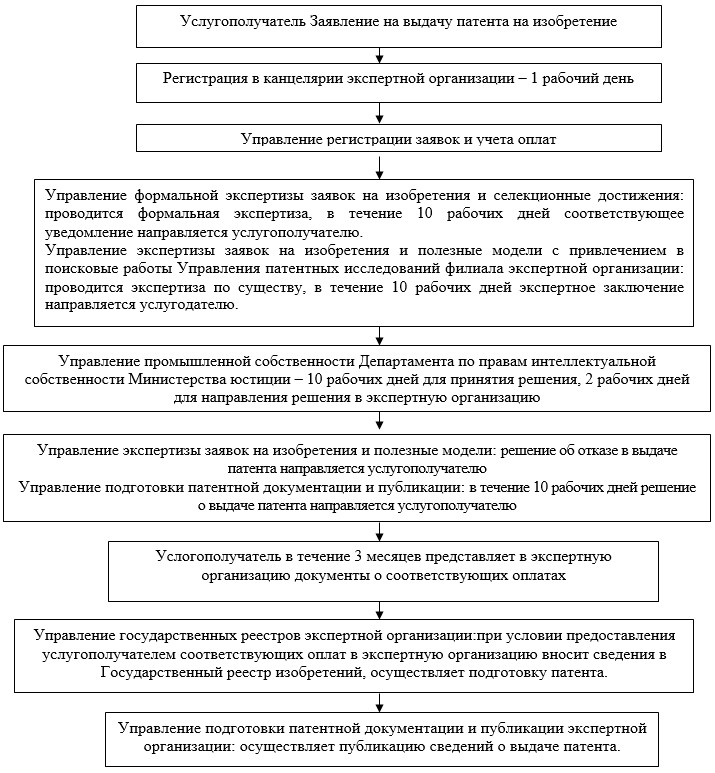 Услугополучатель Заявление на выдачу патента на изобретение
Регистрация в канцелярии экспертной организации – 1 рабочий день
Управление регистрации заявок и учета оплат
Управление формальной экспертизы заявок на изобретения и селекционные достижения:
проводится формальная экспертиза, в течение 10 рабочих дней соответствующее
уведомление направляется услугополучателю.
Управление экспертизы заявок на изобретения и полезные модели с привлечением в
поисковые работы Управления патентных исследований филиала экспертной организации:
проводится экспертиза по существу, в течение 10 рабочих дней экспертное заключение
направляется услугодателю.
Управление промышленной собственности Департамента по правам интеллектуальной
собственности Министерства юстиции – 10 рабочих дней для принятия решения, 2 рабочих дней
для направления решения в экспертную организацию
Управление экспертизы заявок на изобретения и полезные модели: решение об отказе в выдаче
патента направляется услугополучателю
Управление подготовки патентной документации и публикации: в течение 10 рабочих дней решение
о выдаче патента направляется услугополучателю
Услогополучатель в течение 3 месяцев представляет в экспертную
организацию документы о соответствующих оплатах
Управление государственных реестров экспертной организации:при условии предоставления
услугополучателем соответствующих оплат в экспертную организацию вносит сведения в
Государственный реестр изобретений, осуществляет подготовку патента.
Управление подготовки патентной документации и публикации экспертной
организации: осуществляет публикацию сведений о выдаче патента.